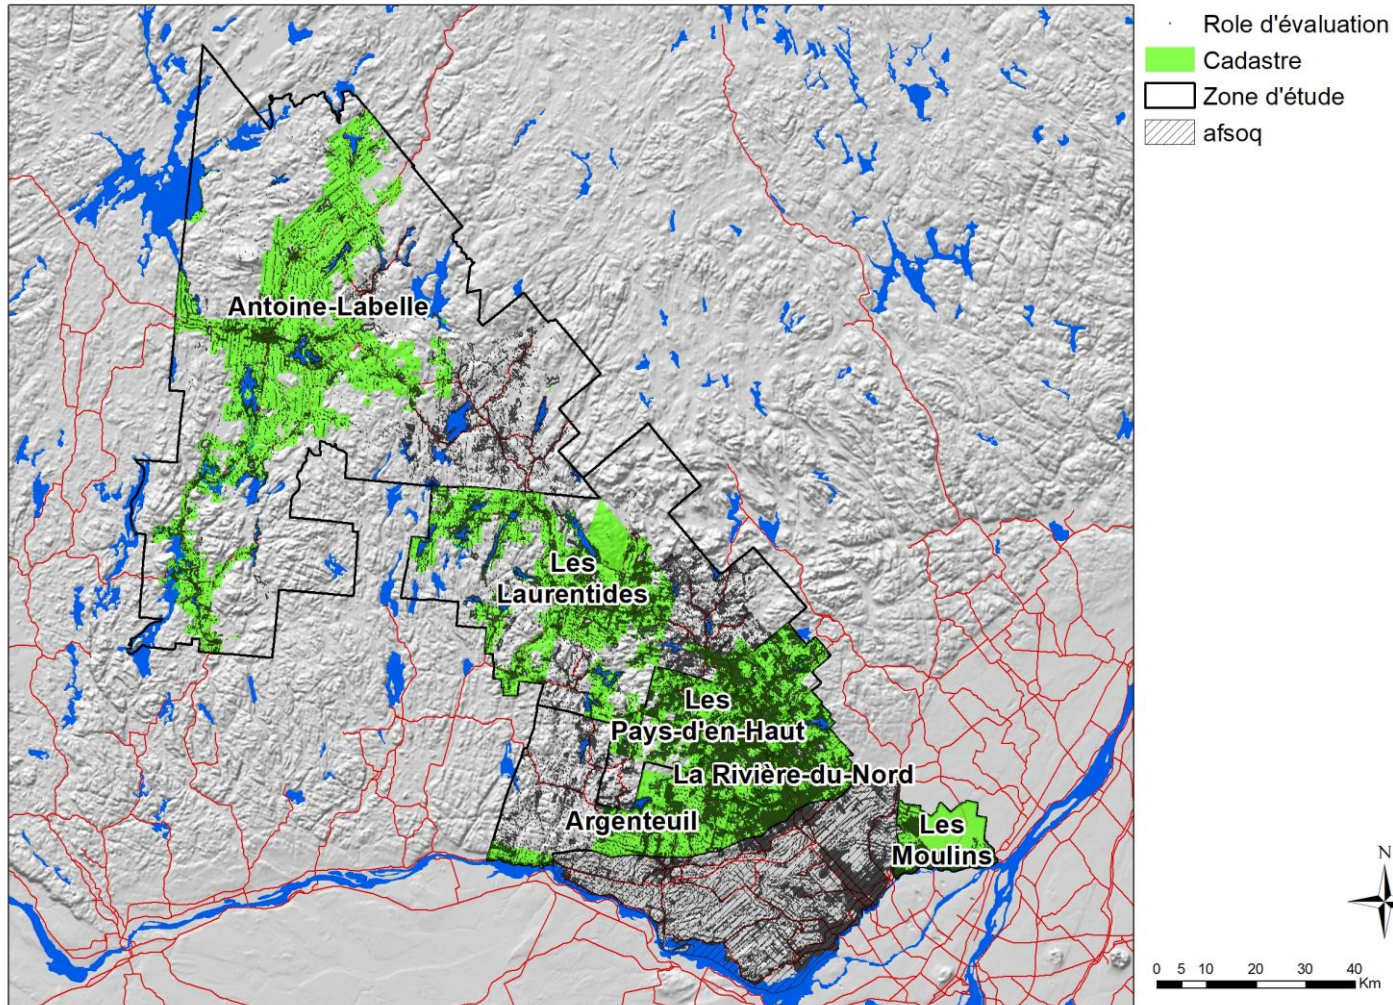 Role d'évaluation
Cadastre
Zone d'étude
afsoq
Antoine-Labelle
Les
Laurentides
Les
Pays-d'en-Haut
La Rivière-du-Nord
Argenteuil
Les
Moulins
N
0 5 10 20 30 40
Km